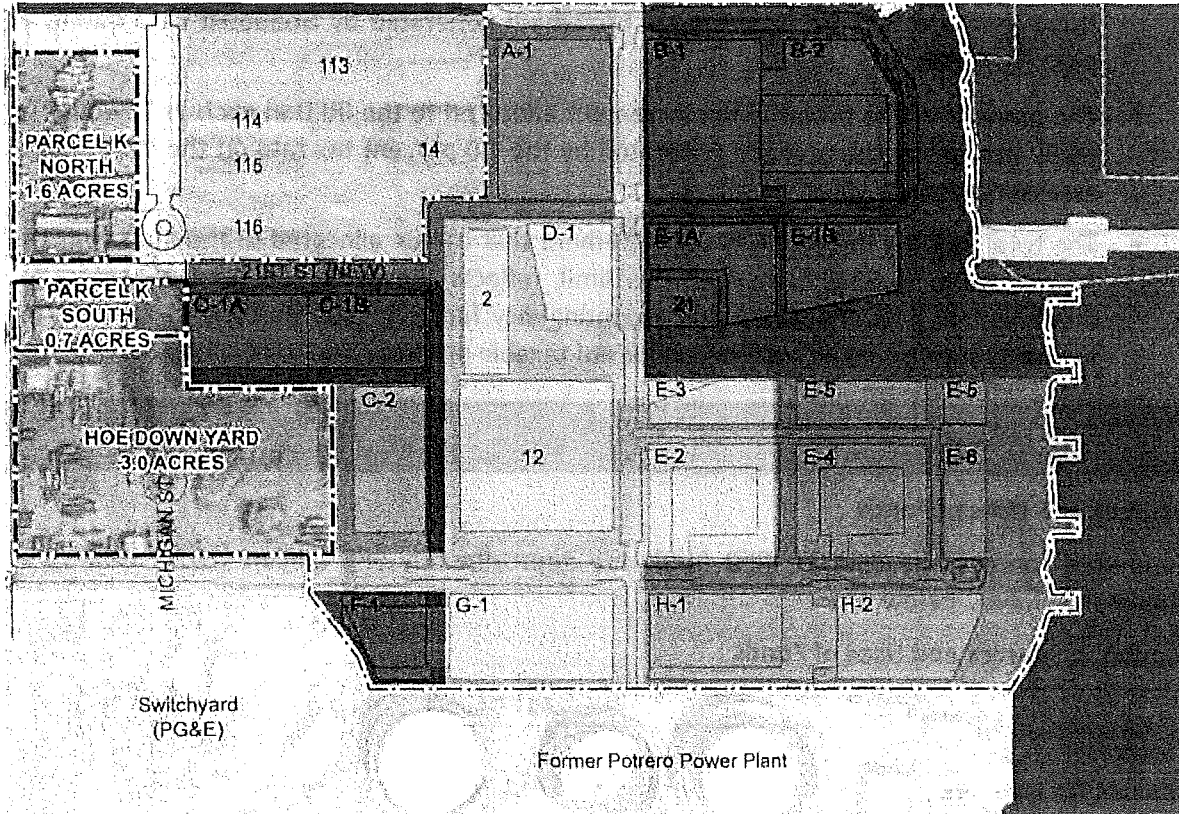 A-1
B-1
B-2
113
114
14
115
116
PARCEL K
NORTH
1.6 ACRES
D-1
E-1A
E-1B
2
21
21ST ST (NEW)
PARCEL K
SOUTH
0.7 ACRES
C-1A
C-1B
E-3
E-5
C-2
HOE DOWN YARD
3.0 ACRES
12
E-2
E-4
MICHIGAN ST
F-1
G-1
H-1
H-2
Switchyard
(PG&E)
Former Potrero Power Plant